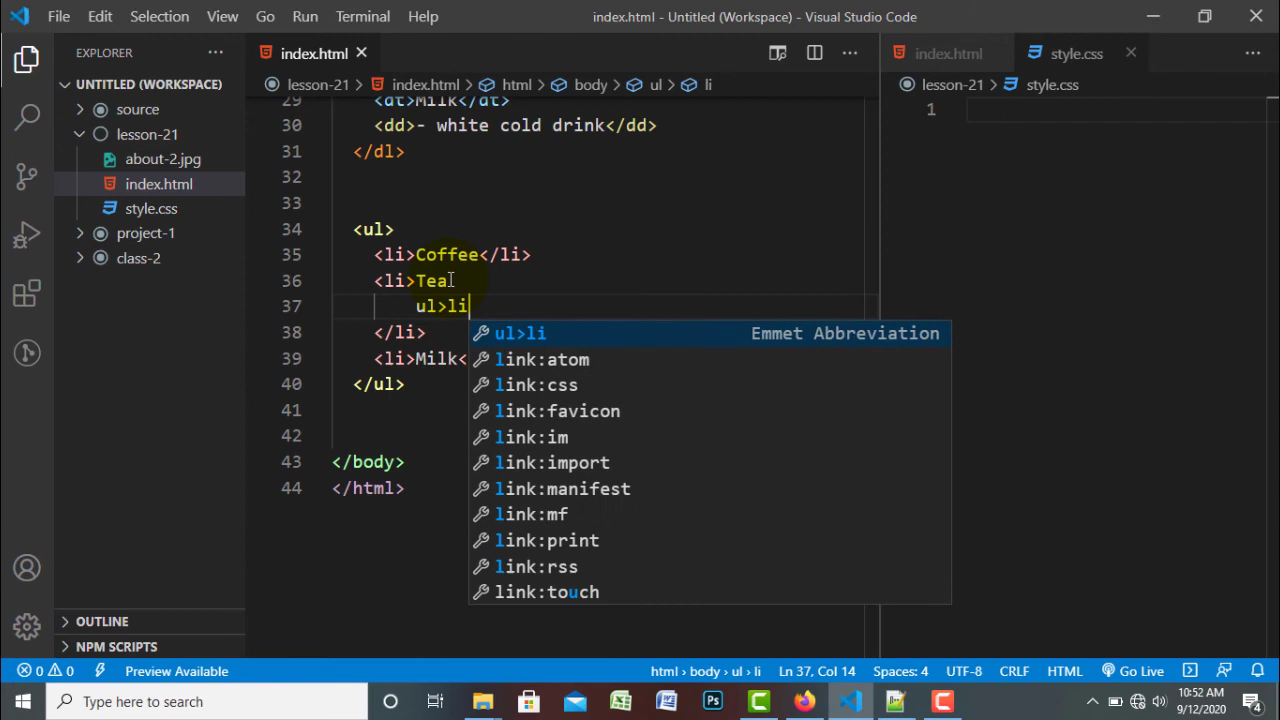 File Edit Selection View Go Run Terminal Help index.html - Untitled (Workspace) - Visual Studio Code
EXPLORER
UNTITLED (WORKSPACE)
source
lesson-21
about-2.jpg
index.html
style.css
project-1
class-2
OUTLINE
NPM SCRIPTS
index.html
lesson-21 > index.html > html > body > ul > li
29 <dt>Milk</dt>
30 <dd>- white cold drink</dd>
31 </dl>
32
33
34 <ul>
35 <li>Coffee</li>
36 <li>Tea
37 ul>li
38 </li>
39 <li>Milk<
40 </ul>
41
42
43 </body>
44 </html>
ul>li Emmet Abbreviation
link:atom
link:css
link:favicon
link:im
link:import
link:manifest
link:mf
link:print
link:rss
link:touch
index.html style.css
lesson-21 > style.css
1
0 0 Preview Available html > body > ul > li Ln 37, Col 14 Spaces: 4 UTF-8 CRLF HTML Go Live
Type here to search
10:52 AM
9/12/2020
4